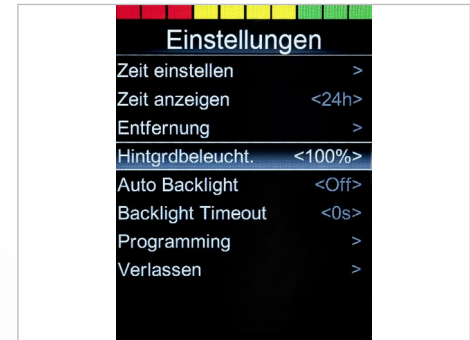 Einstellungen
Zeit einstellen >
Zeit anzeigen <24h>
Entfernung >
Hintgrdbeleucht. <100%>
Auto Backlight <Off>
Backlight Timeout <0s>
Programming >
Verlassen >